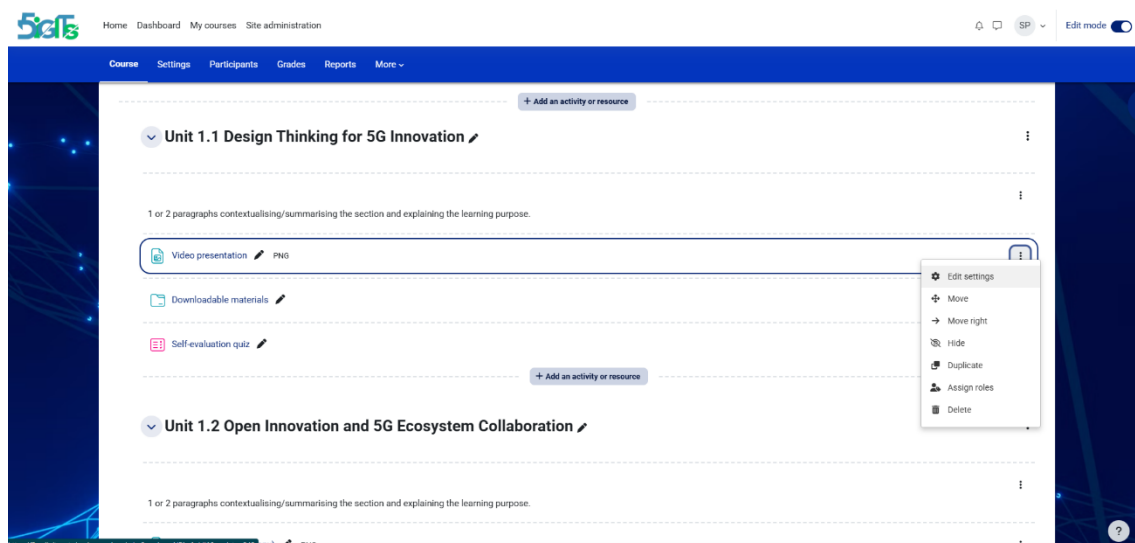 5GITs
Home Dashboard My courses Site administration
SP
Edit mode
Course Settings Participants Grades Reports More
+ Add an activity or resource
Unit 1.1 Design Thinking for 5G Innovation
1 or 2 paragraphs contextualising/summarising the section and explaining the learning purpose.
Video presentation PNG
Edit settings
Downloadable materials
Move
Move right
Self-evaluation quiz
Hide
Duplicate
+ Add an activity or resource
Assign roles
Delete
Unit 1.2 Open Innovation and 5G Ecosystem Collaboration
1 or 2 paragraphs contextualising/summarising the section and explaining the learning purpose.
?